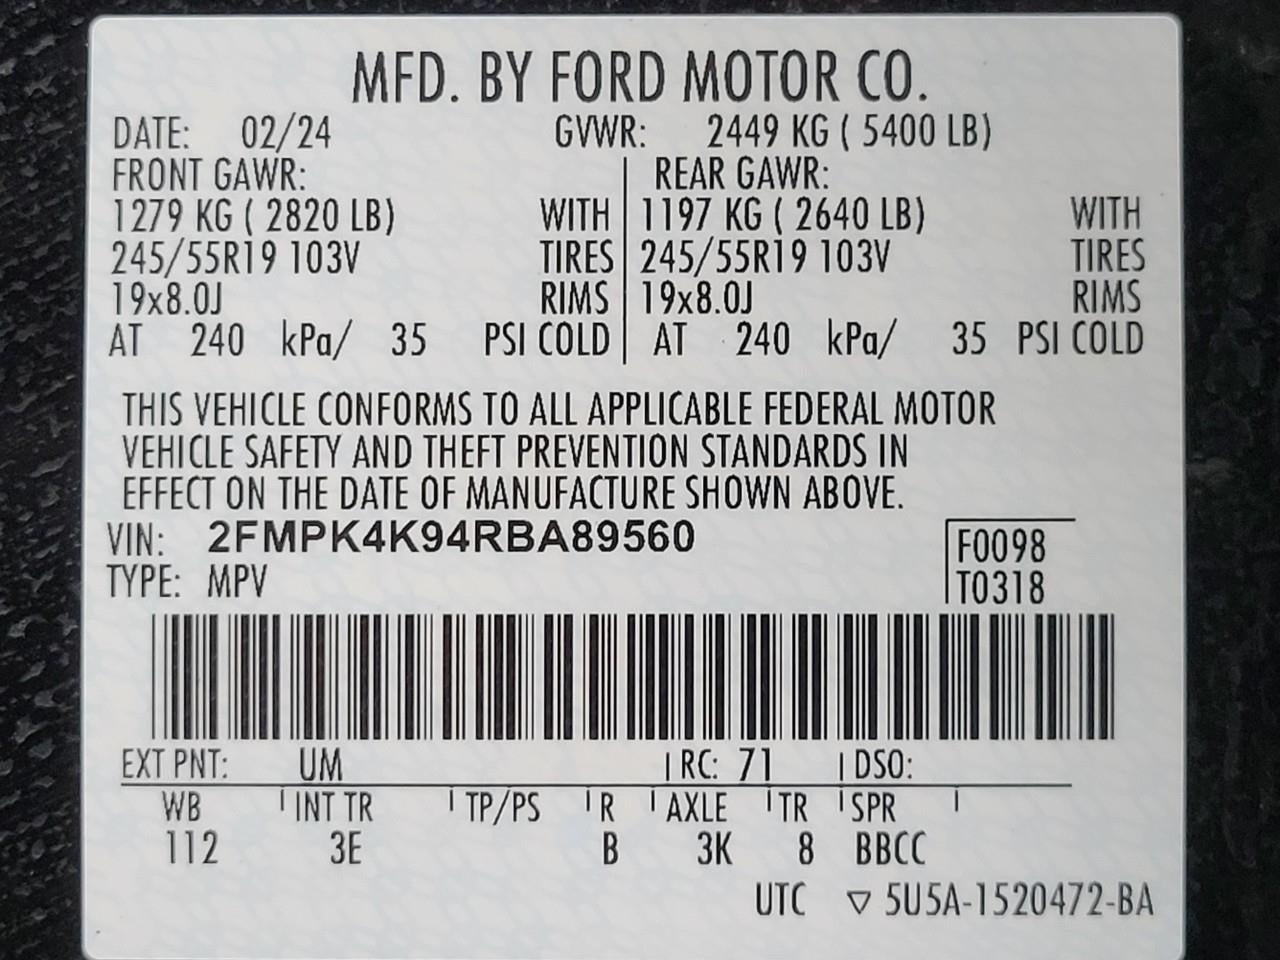 MFD. BY FORD MOTOR CO.
DATE: 02/24 GVWR: 2449 KG ( 5400 LB)
FRONT GAWR: REAR GAWR:
1279 KG ( 2820 LB) WITH 1197 KG ( 2640 LB) WITH
245/55R19 103V TIRES 245/55R19 103V TIRES
19x8.0J RIMS 19x8.0J RIMS
AT 240 kPa/ 35 PSI COLD AT 240 kPa/ 35 PSI COLD
THIS VEHICLE CONFORMS TO ALL APPLICABLE FEDERAL MOTOR
VEHICLE SAFETY AND THEFT PREVENTION STANDARDS IN
EFFECT ON THE DATE OF MANUFACTURE SHOWN ABOVE.
VIN: 2FMPK4K94RBA89560 F0098
TYPE: MPV T0318
EXT PNT: UM RC: 71 DSO:
WB INT TR TP/PS R AXLE TR SPR
112 3E B 3K 8 BBCC
UTC ▽ 5U5A-1520472-BA